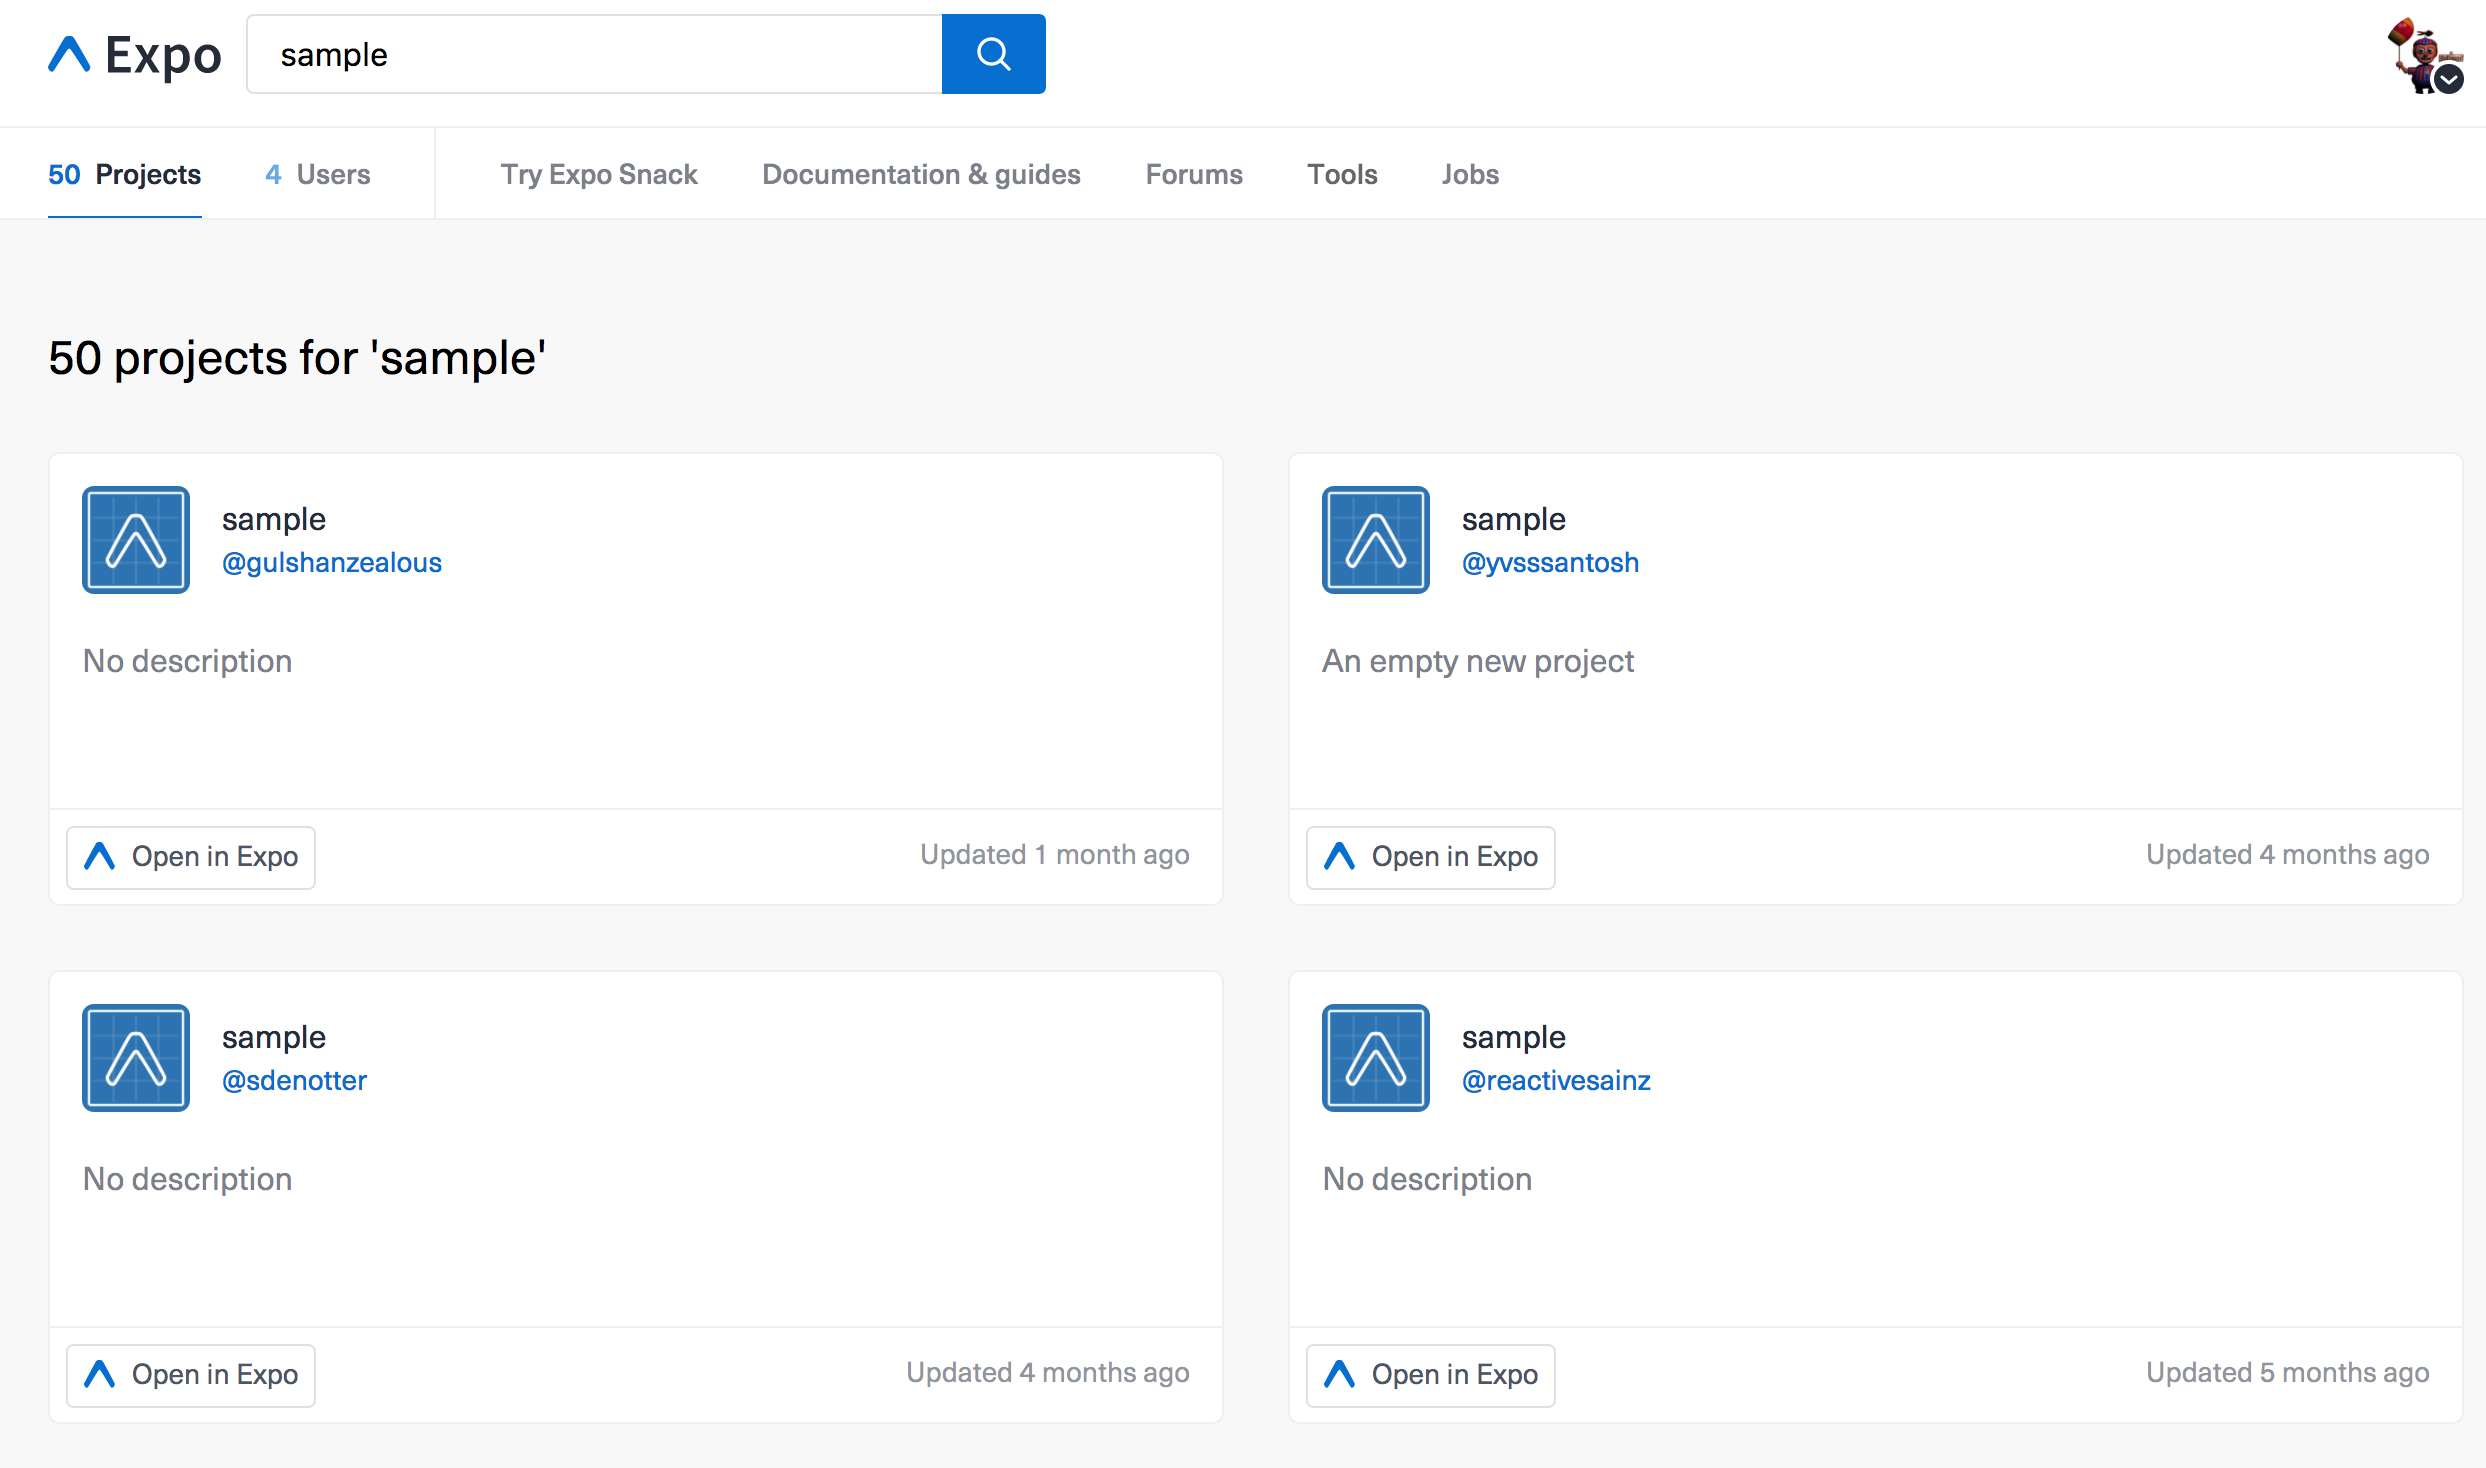 Expo
sample
50 Projects 4 Users Try Expo Snack Documentation & guides Forums Tools Jobs
50 projects for 'sample'
sample
@gulshanzealous
No description
Open in Expo Updated 1 month ago
sample
@yvsssantosh
An empty new project
Open in Expo Updated 4 months ago
sample
@sdenotter
No description
Open in Expo Updated 4 months ago
sample
@reactivesainz
No description
Open in Expo Updated 5 months ago